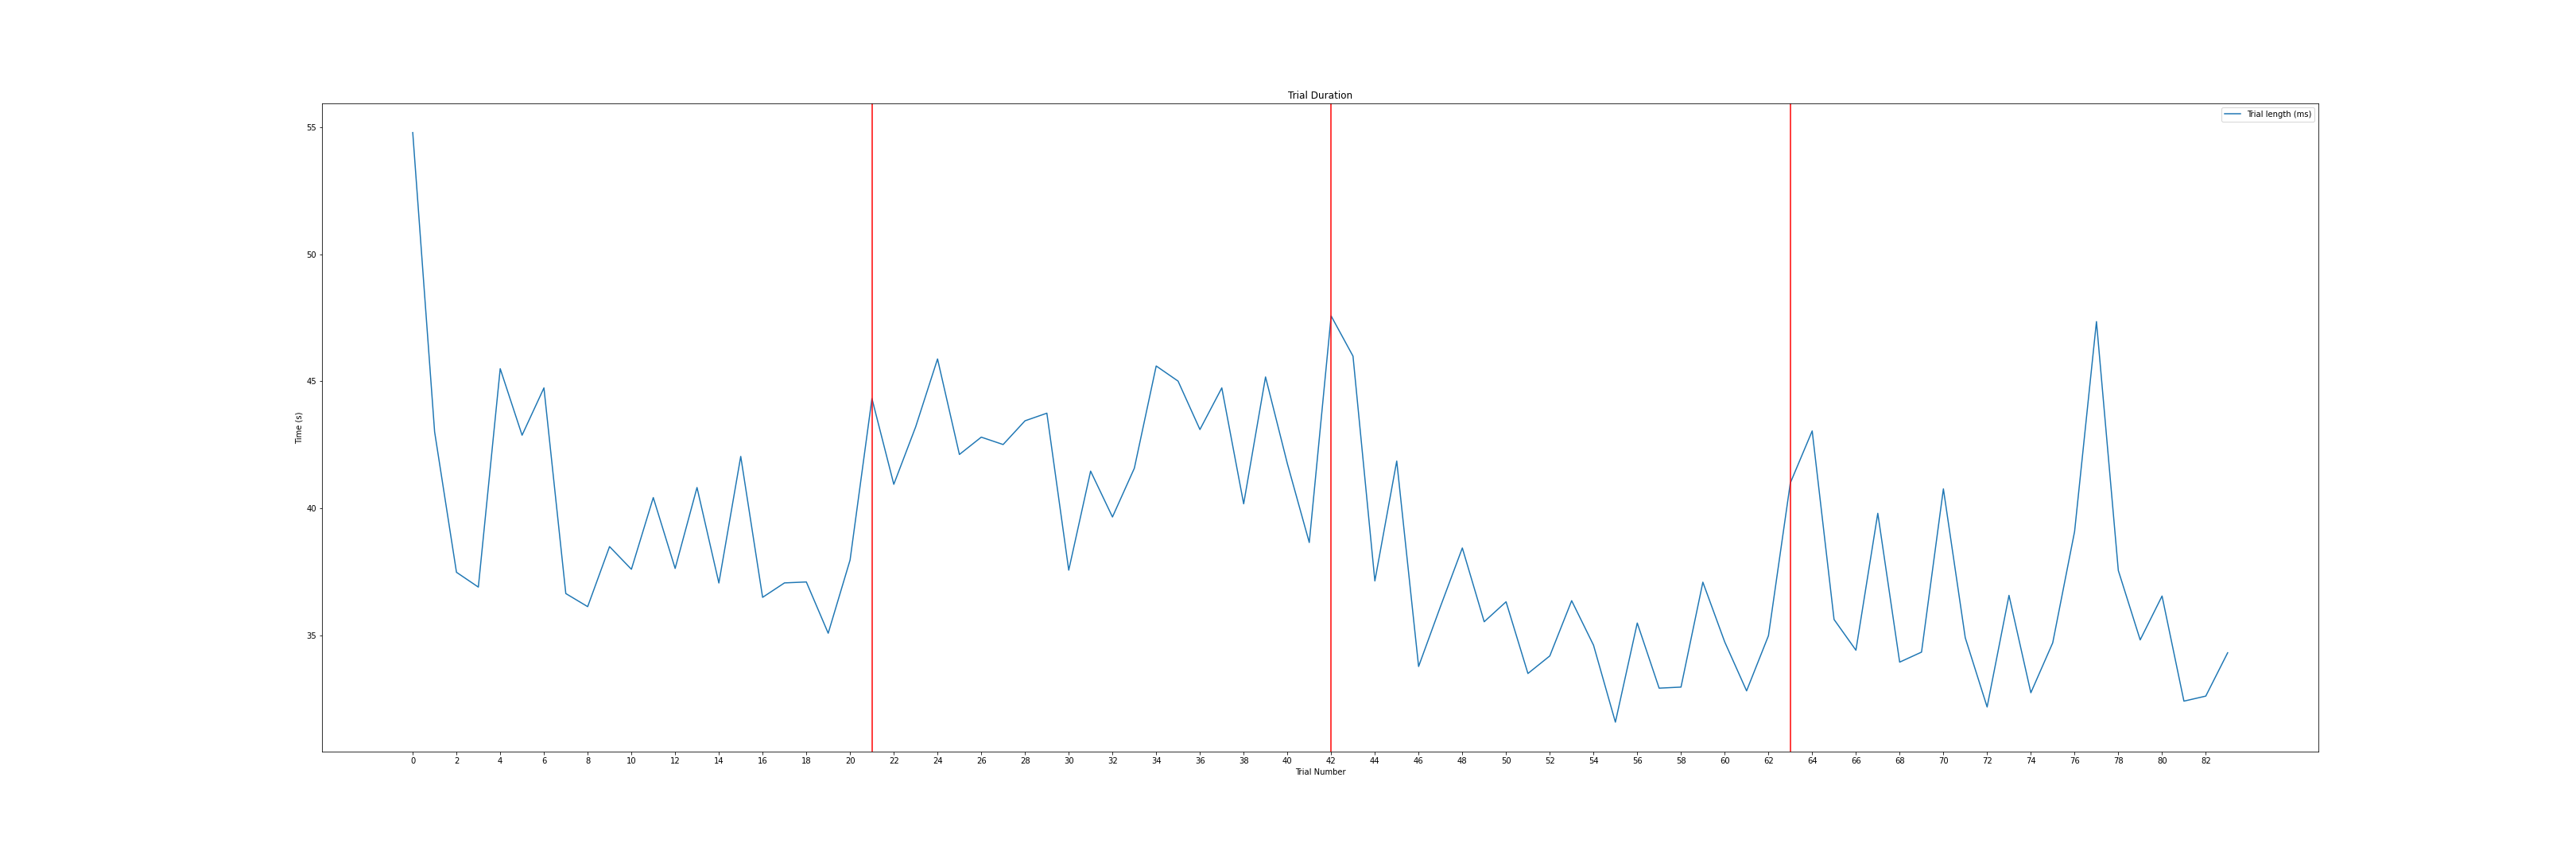 Trial Duration
Trial length (ms)
55
50
45
40
35
Time (s)
0 2 4 6 8 10 12 14 16 18 20 22 24 26 28 30 32 34 36 38 40 42 44 46 48 50 52 54 56 58 60 62 64 66 68 70 72 74 76 78 80 82
Trial Number